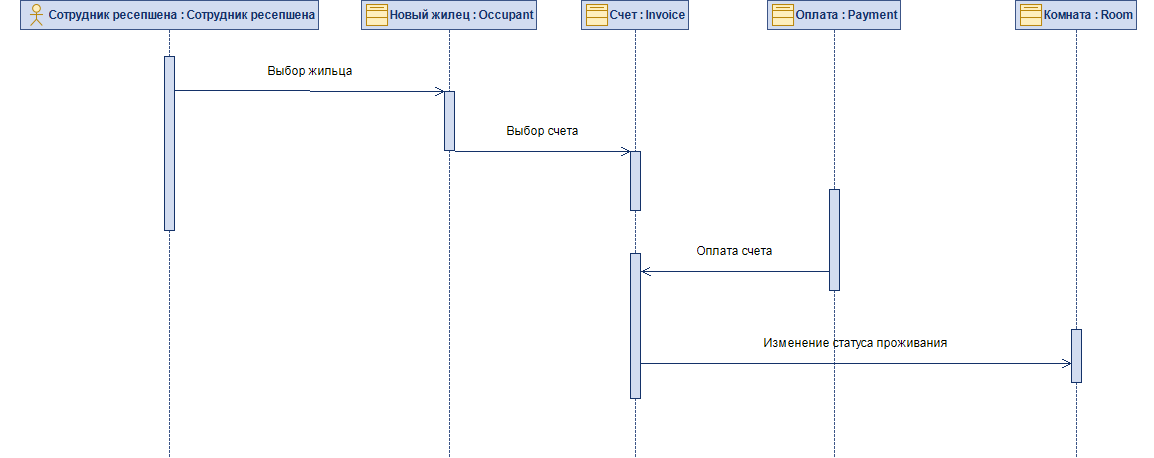 Сотрудник ресепшена : Сотрудник ресепшена
Новый жилец : Occupant
Счет : Invoice
Оплата : Payment
Комната : Room
Выбор жильца
Выбор счета
Оплата счета
Изменение статуса проживания